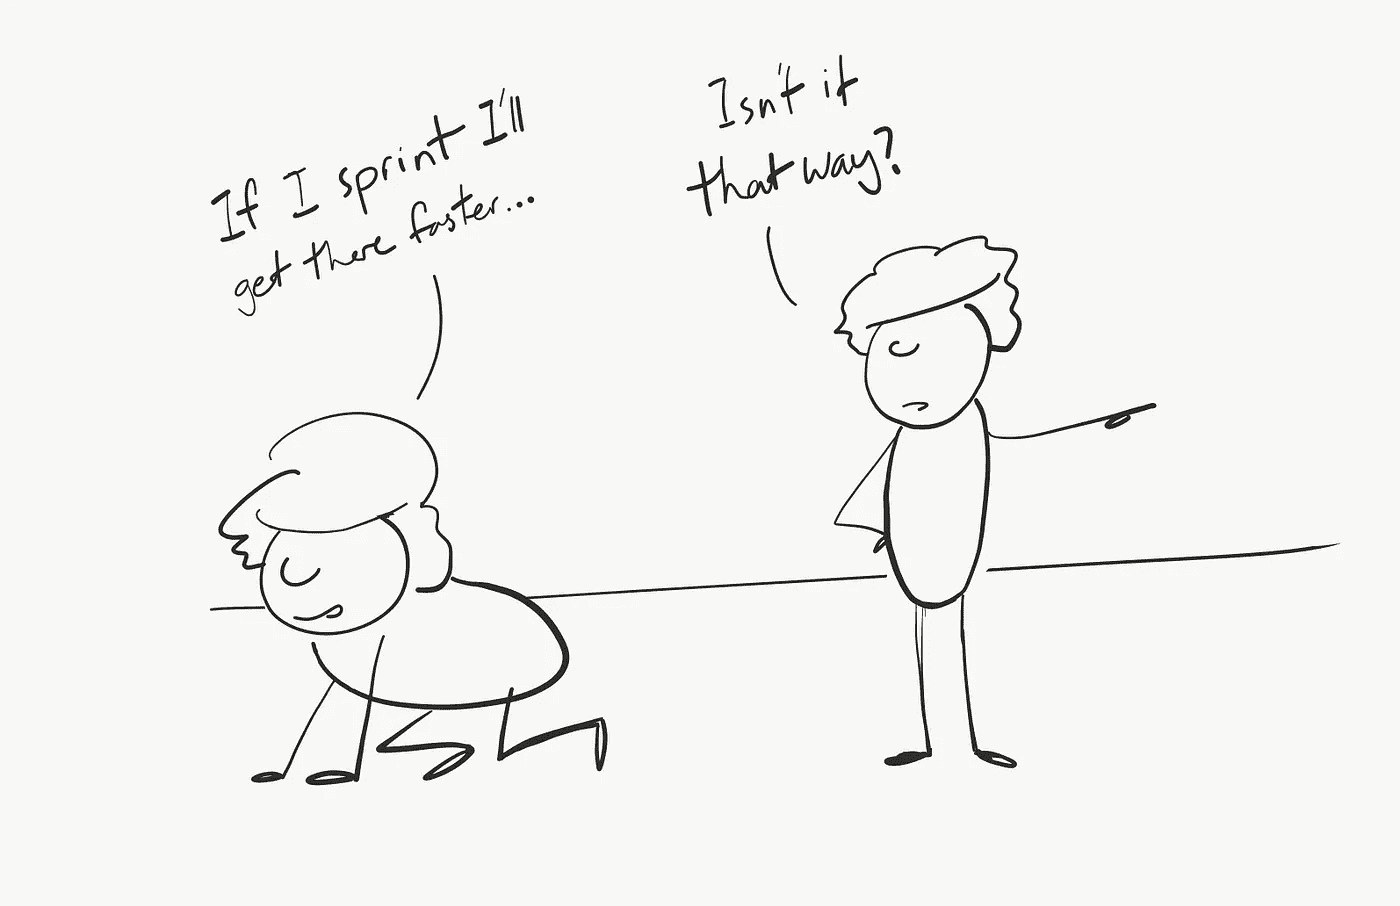 If I sprint I'll
get there faster...
Isn't it
that way?